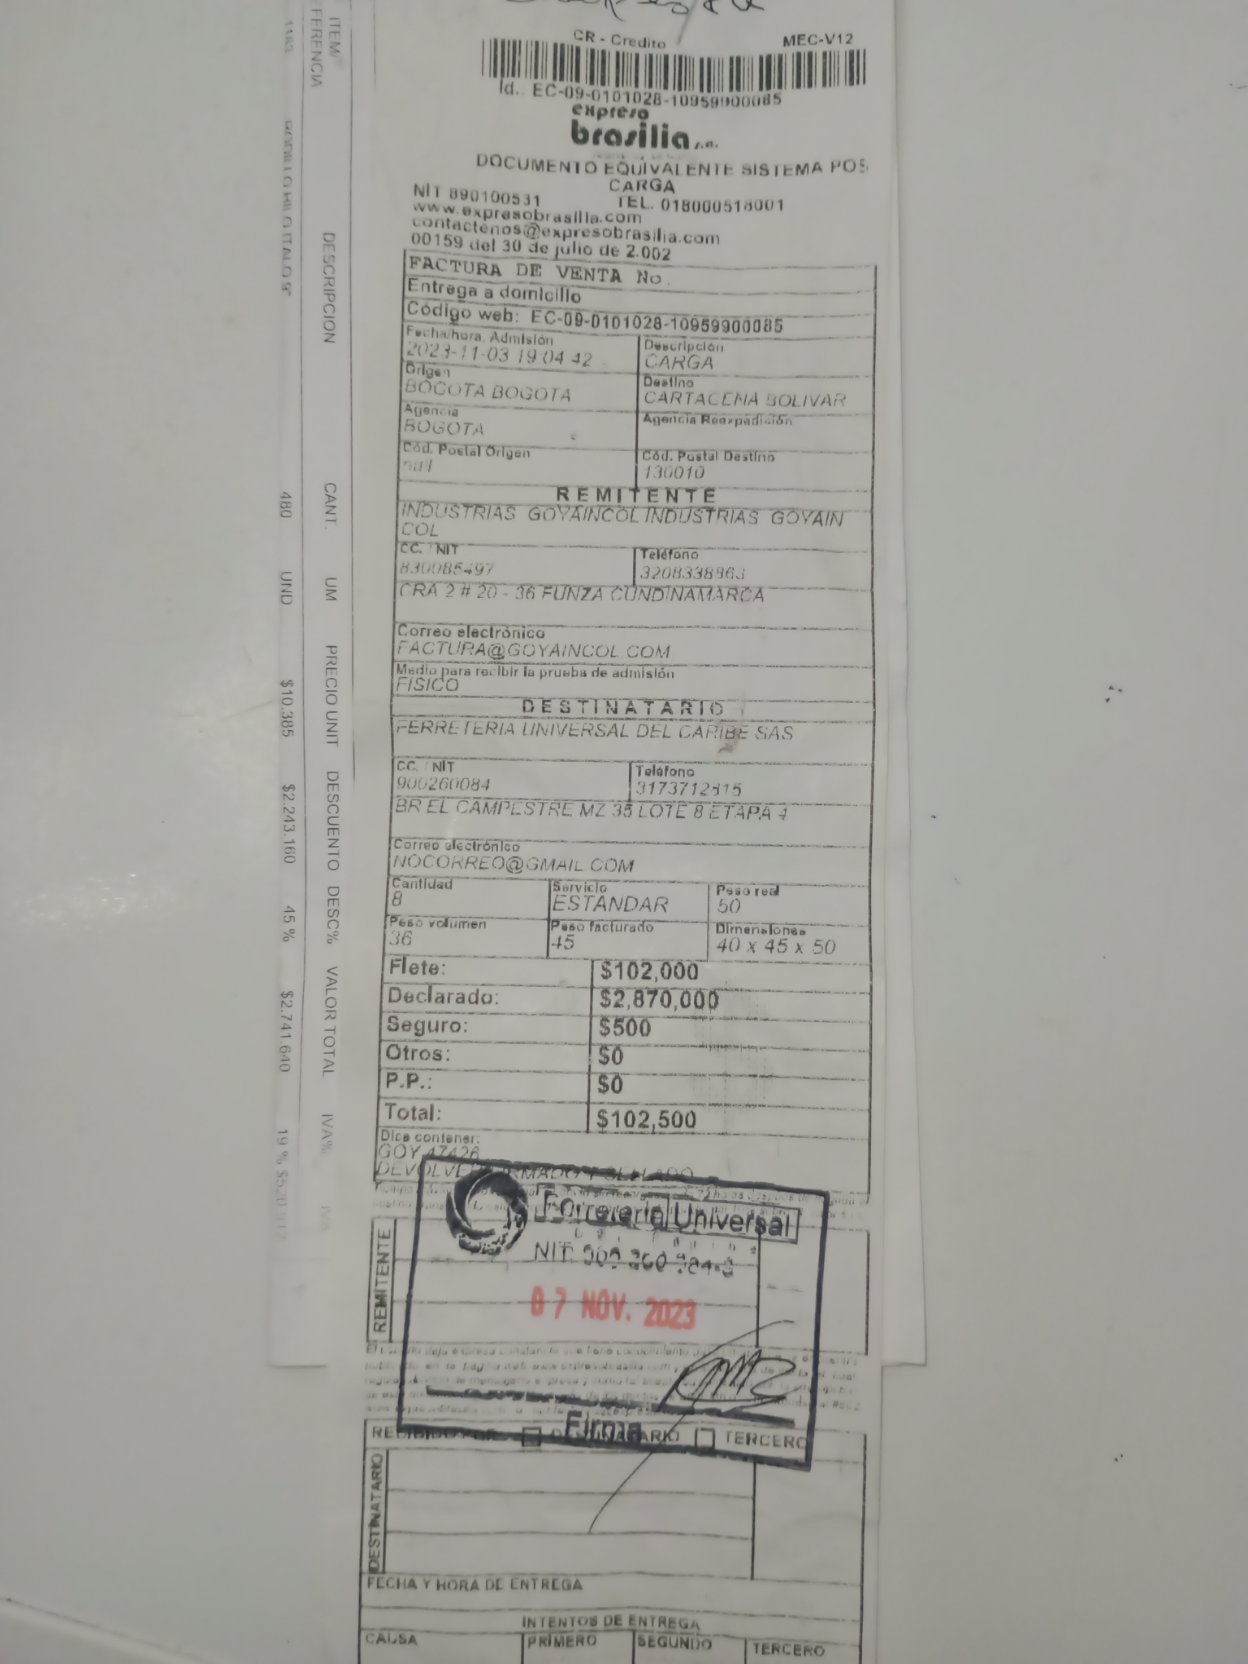 CR - Credito
MEC-V12
Id.. EC-09-0101028-10959900085
expreso
brasilia s.a.
DOCUMENTO EQUIVALENTE SISTEMA POS
CARGA
NIT 890100531 TEL. 018000518001
www.expresobrasilia.com
contactenos@expresobrasilia.com
00159 del 30 de julio de 2.002
FACTURA DE VENTA No.
Entrega a domicilio
Código web: EC-09-0101028-10959900085
Fecha/hora. Admisión
2023-11-03 19 04 42
Descripción
CARGA
Origen
BOGOTA BOGOTA
Destino
CARTAGENA BOLIVAR
Agencia
BOGOTA
Agencia Reexpedición
Cód. Postal Origen
null
Cód. Postal Destino
130010
REMITENTE
INDUSTRIAS GOYAINCOL INDUSTRIAS GOYAIN
COL
CC. / NIT
830085497
Teléfono
CRA 2 # 20 - 36 FUNZA CUNDINAMARCA
Correo electrónico
FACTURA@GOYAINCOL.COM
Medio para recibir la prueba de admisión
FISICO
DESTINATARIO
FERRETERIA UNIVERSAL DEL CARIBE SAS
CC. / NIT
900260084
Teléfono
BR EL CAMPESTRE MZ 35 LOTE 8 ETAPA 4
Correo electrónico
NOCORREO@GMAIL.COM
Cantidad
8
Servicio
ESTANDAR
Peso real
50
Peso volumen
36
Peso facturado
45
Dimensiones
40 x 45 x 50
Flete: $102,000
Declarado: $2,870,000
Seguro: $500
Otros: $0
P.P.: $0
Total: $102,500
Dice contener:
GOY 47426
Ferreteria Universal
NIT.
07 NOV. 2023
REMITENTE
Firma
TERCERO
DESTINATARIO
FECHA Y HORA DE ENTREGA
INTENTOS DE ENTREGA
CAUSA PRIMERO SEGUNDO TERCERO
ITEM/ DESCRIPCION CANT. UM PRECIO UNIT DESCUENTO DESC% VALOR TOTAL IVA% IVA
480 UND $10.385 $2.243.160 45 % $2.741.640 19 %